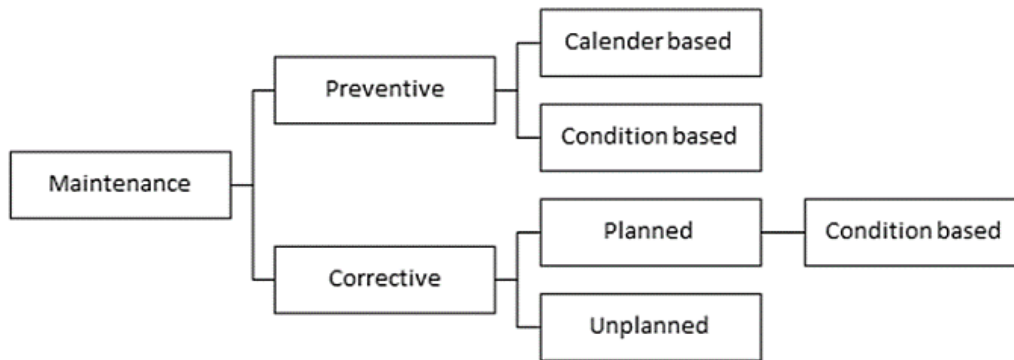 Calender based
Preventive
Condition based
Maintenance
Planned
Condition based
Corrective
Unplanned